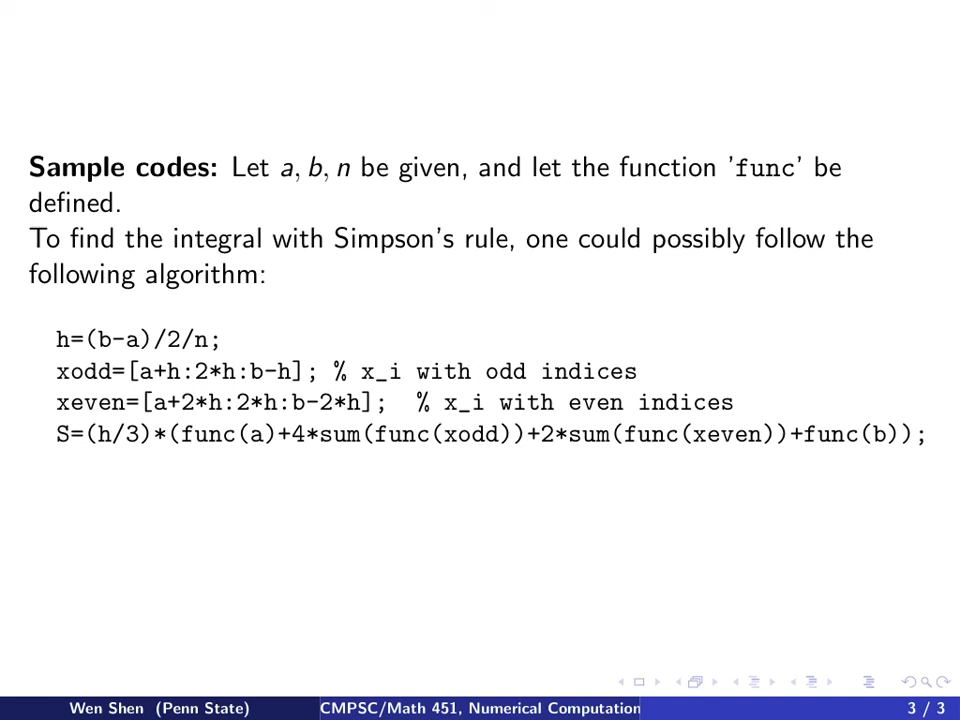 Sample codes: Let a, b, n be given, and let the function ’func’ be
defined.
To find the integral with Simpson’s rule, one could possibly follow the
following algorithm:
h=(b-a)/2/n;
xodd=[a+h:2*h:b-h]; % x_i with odd indices
xeven=[a+2*h:2*h:b-2*h];  % x_i with even indices
S=(h/3)*(func(a)+4*sum(func(xodd))+2*sum(func(xeven))+func(b));
Wen Shen (Penn State) CMPSC/Math 451, Numerical Computation 3 / 3